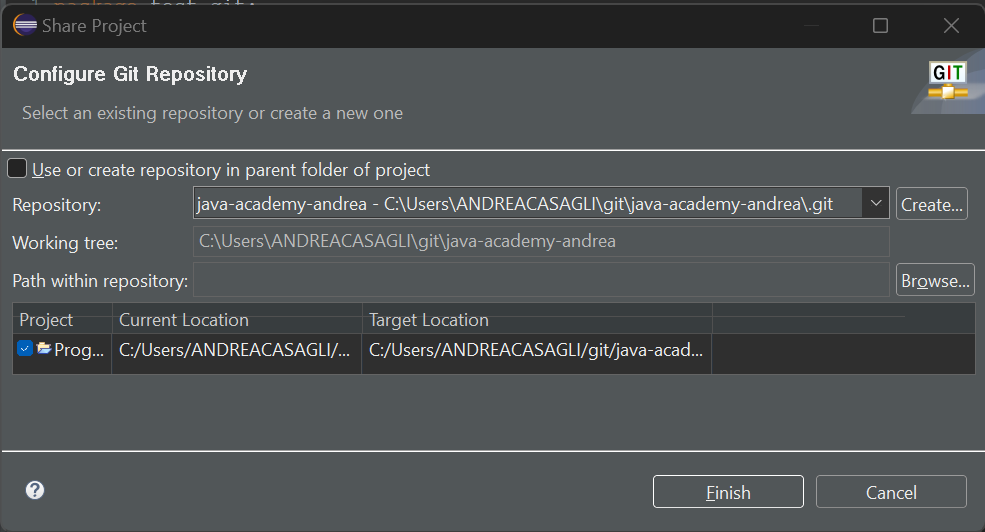 1 package test_git;
Share Project
Configure Git Repository
GIT
Select an existing repository or create a new one
Use or create repository in parent folder of project
Repository: java-academy-andrea - C:\Users\ANDREACASAGLI\git\java-academy-andrea\.git Create...
Working tree: C:\Users\ANDREACASAGLI\git\java-academy-andrea
Path within repository: Browse...
Project Current Location Target Location
Prog... C:/Users/ANDREACASAGLI/... C:/Users/ANDREACASAGLI/git/java-acad...
? Finish Cancel